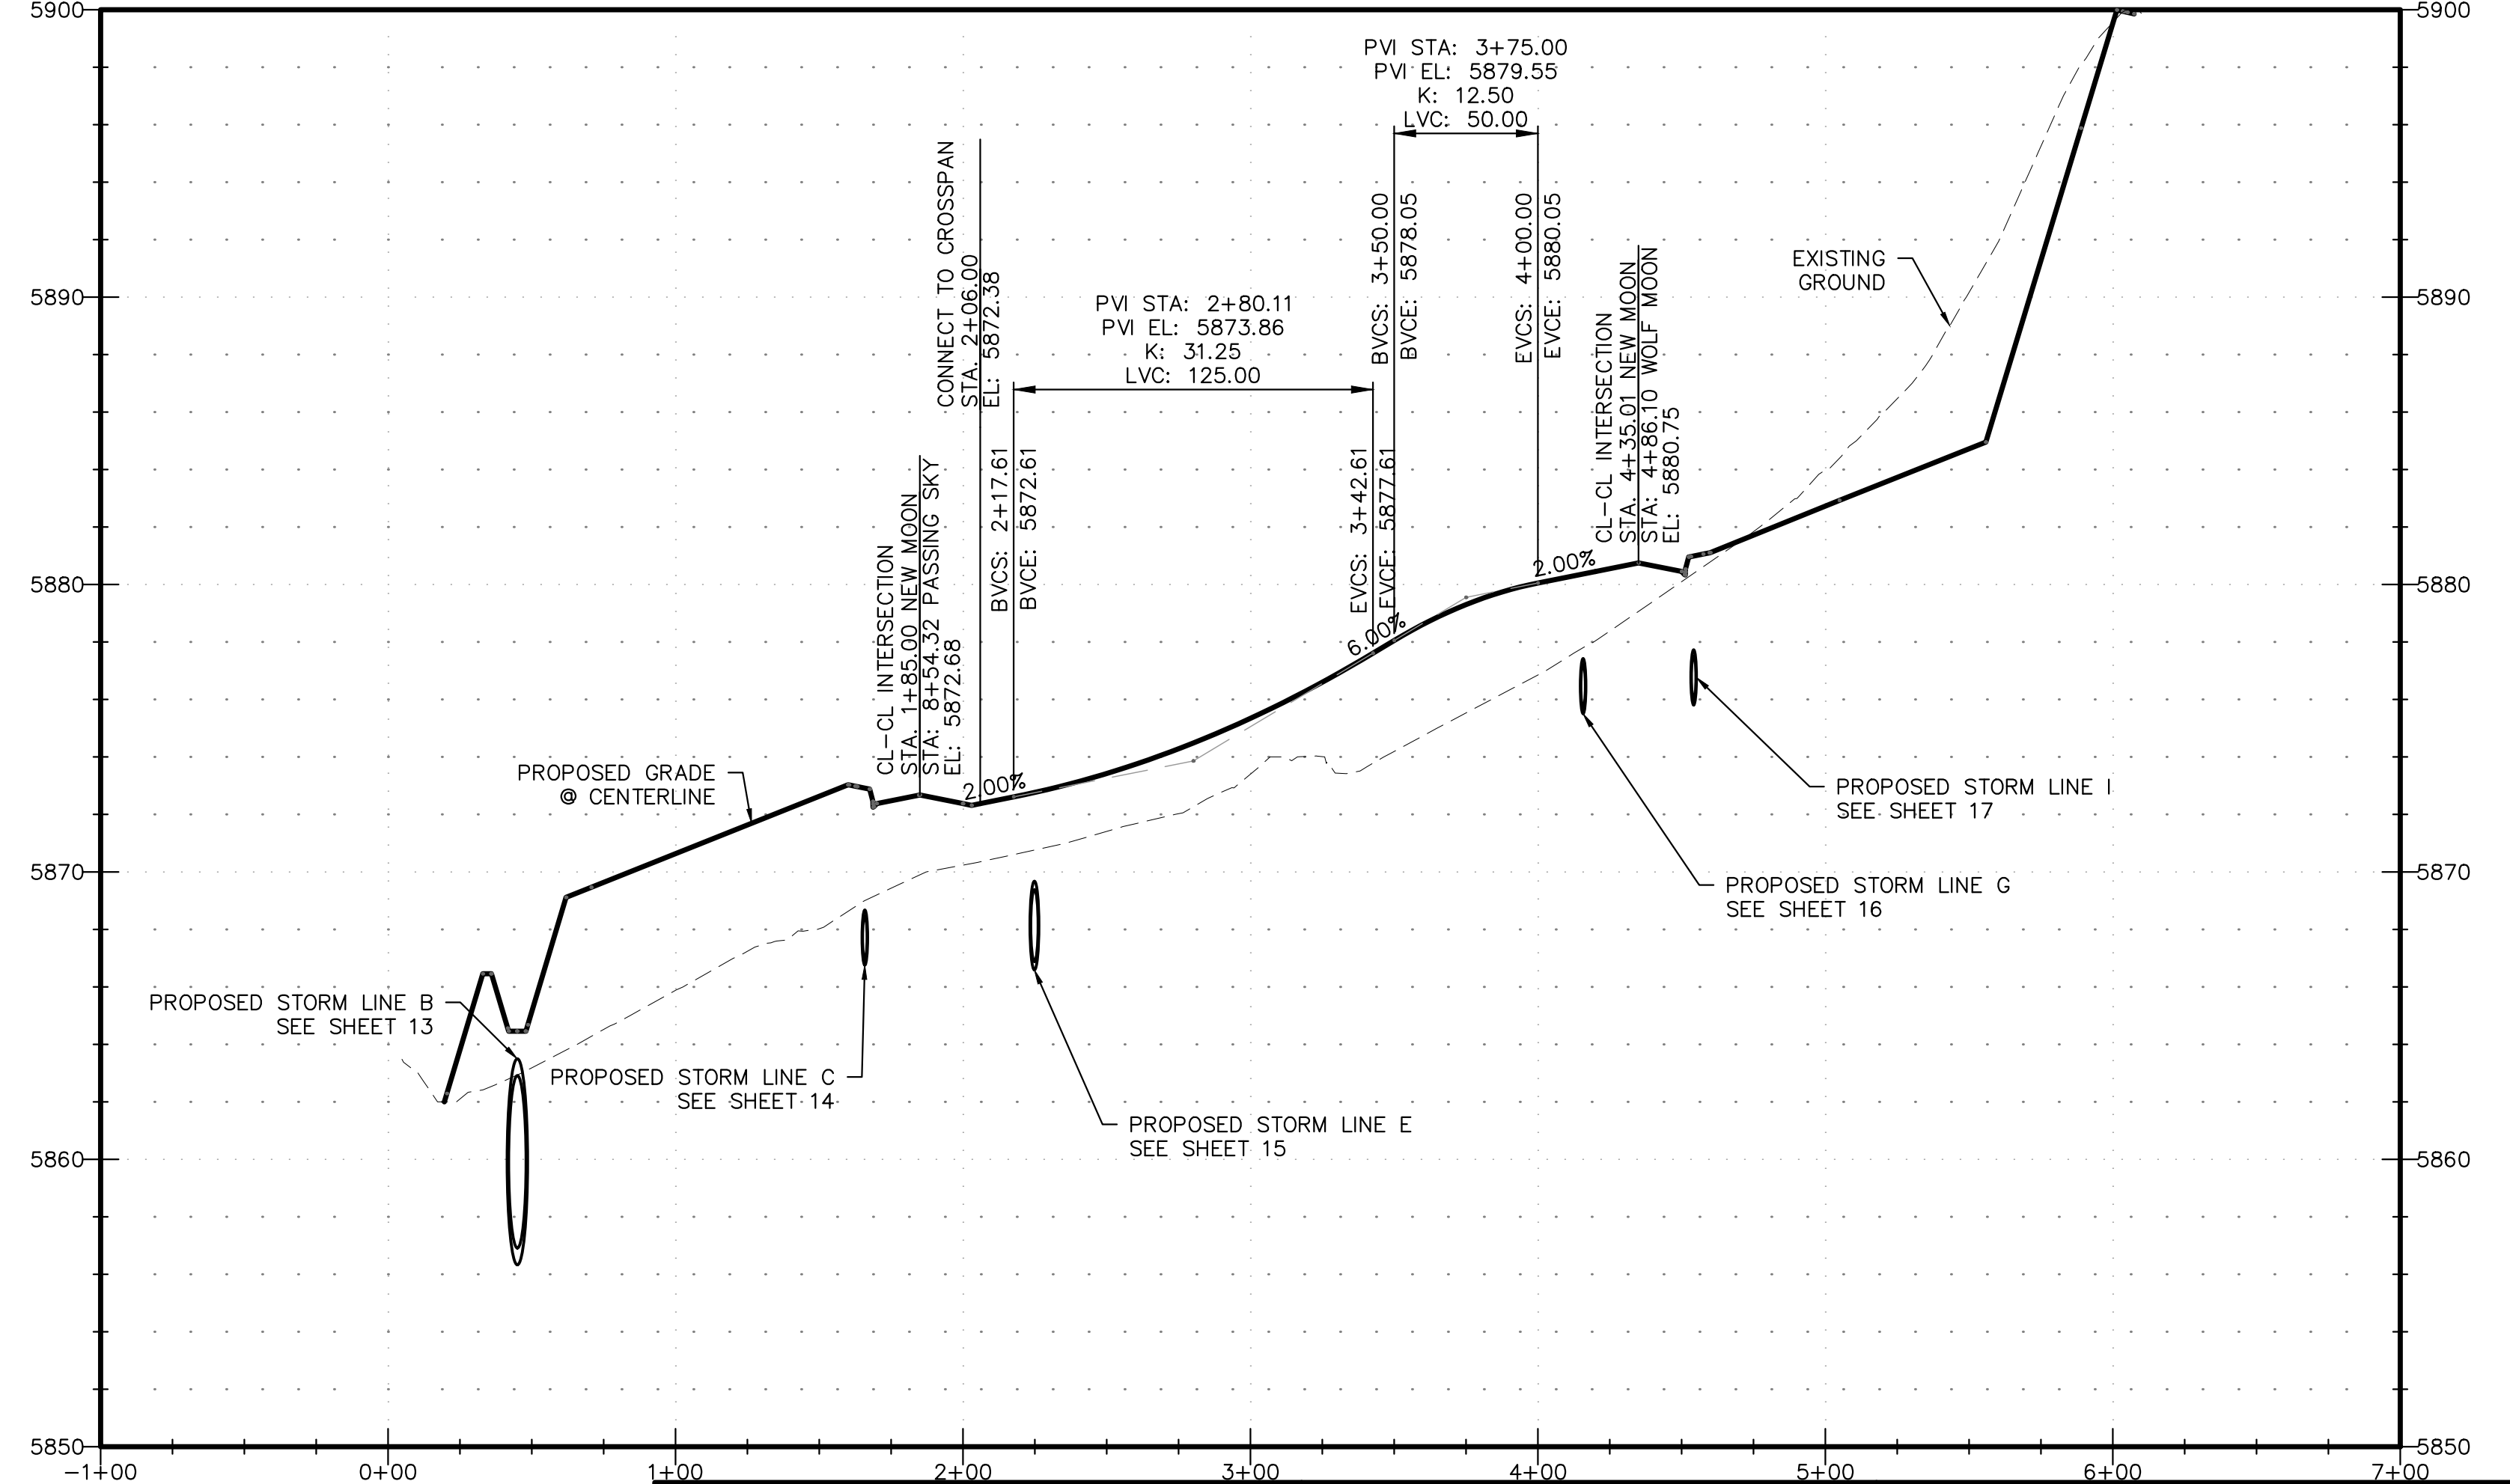 5900
5900
PVI STA: 3+75.00
PVI EL: 5879.55
K: 12.50
LVC: 50.00
CONNECT TO CROSSPAN
STA. 2+06.00
EL: 5872.38
BVCS: 3+50.00
BVCE: 5878.05
EVCS: 4+00.00
EVCE: 5880.05
EXISTING
GROUND
5890
5890
PVI STA: 2+80.11
PVI EL: 5873.86
K: 31.25
LVC: 125.00
CL-CL INTERSECTION
STA: 4+35.01 NEW MOON
STA: 4+86.10 WOLF MOON
EL: 5880.75
CL-CL INTERSECTION
STA: 1+85.00 NEW MOON
STA: 8+54.32 PASSING SKY
EL: 5872.68
BVCS: 2+17.61
BVCE: 5872.61
EVCS: 3+42.61
EVCE: 5877.61
5880
5880
2.00%
6.00%
2.00%
PROPOSED GRADE
@ CENTERLINE
PROPOSED STORM LINE I
SEE SHEET 17
5870
5870
PROPOSED STORM LINE G
SEE SHEET 16
PROPOSED STORM LINE B
SEE SHEET 13
PROPOSED STORM LINE C
SEE SHEET 14
PROPOSED STORM LINE E
SEE SHEET 15
5860
5860
5850
5850
-1+00
0+00
1+00
2+00
3+00
4+00
5+00
6+00
7+00